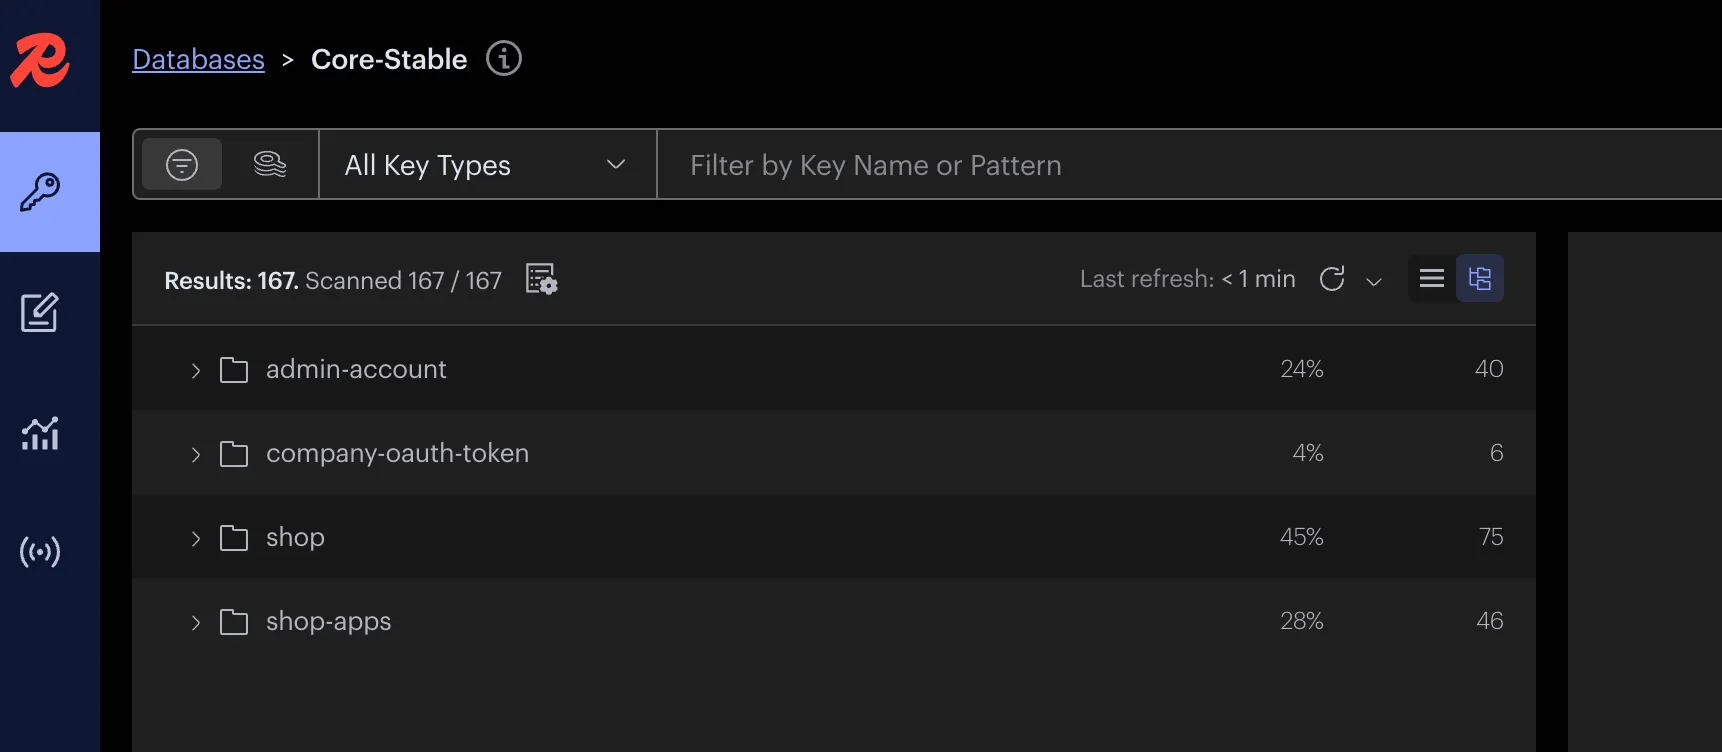 Databases > Core-Stable
All Key Types
Filter by Key Name or Pattern
Results: 167. Scanned 167 / 167
Last refresh: < 1 min
admin-account 24% 40
company-oauth-token 4% 6
shop 45% 75
shop-apps 28% 46